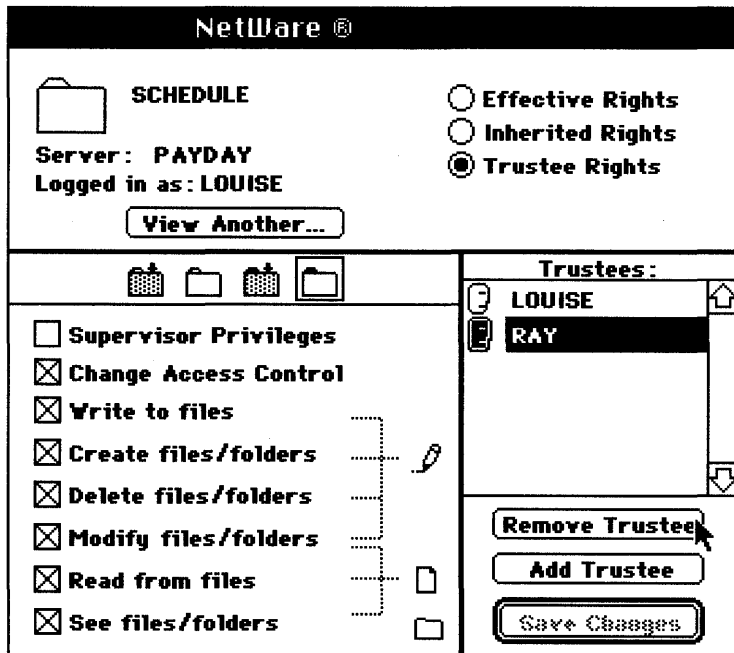 NetWare ®
SCHEDULE
Server: PAYDAY
Logged in as: LOUISE
View Another...
Effective Rights
Inherited Rights
Trustee Rights
Supervisor Privileges
Change Access Control
Write to files
Create files/folders
Delete files/folders
Modify files/folders
Read from files
See files/folders
Trustees:
LOUISE
RAY
Remove Trustee
Add Trustee
Save Changes